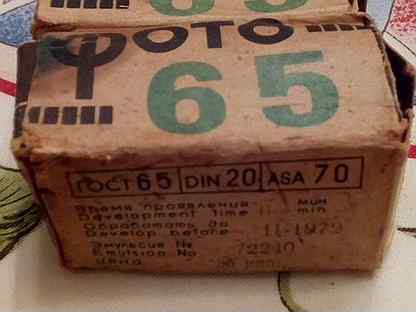 65
ФОТО
65
ГОСТ 65 DIN 20 ASA 70
Время проявления мин
Development time min
Обработать до
Develop before 11-1979
Эмульсия №
Emulsion No 72210
Цена